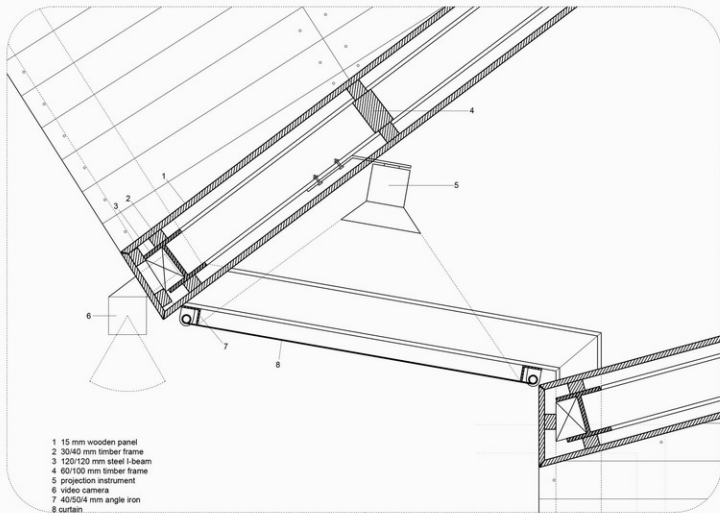 4
1
2
3
5
6
7
8
1 15 mm wooden panel
2 30/40 mm timber frame
3 120/120 mm steel I-beam
4 60/100 mm timber frame
5 projection instrument
6 video camera
7 40/50/4 mm angle iron
8 curtain